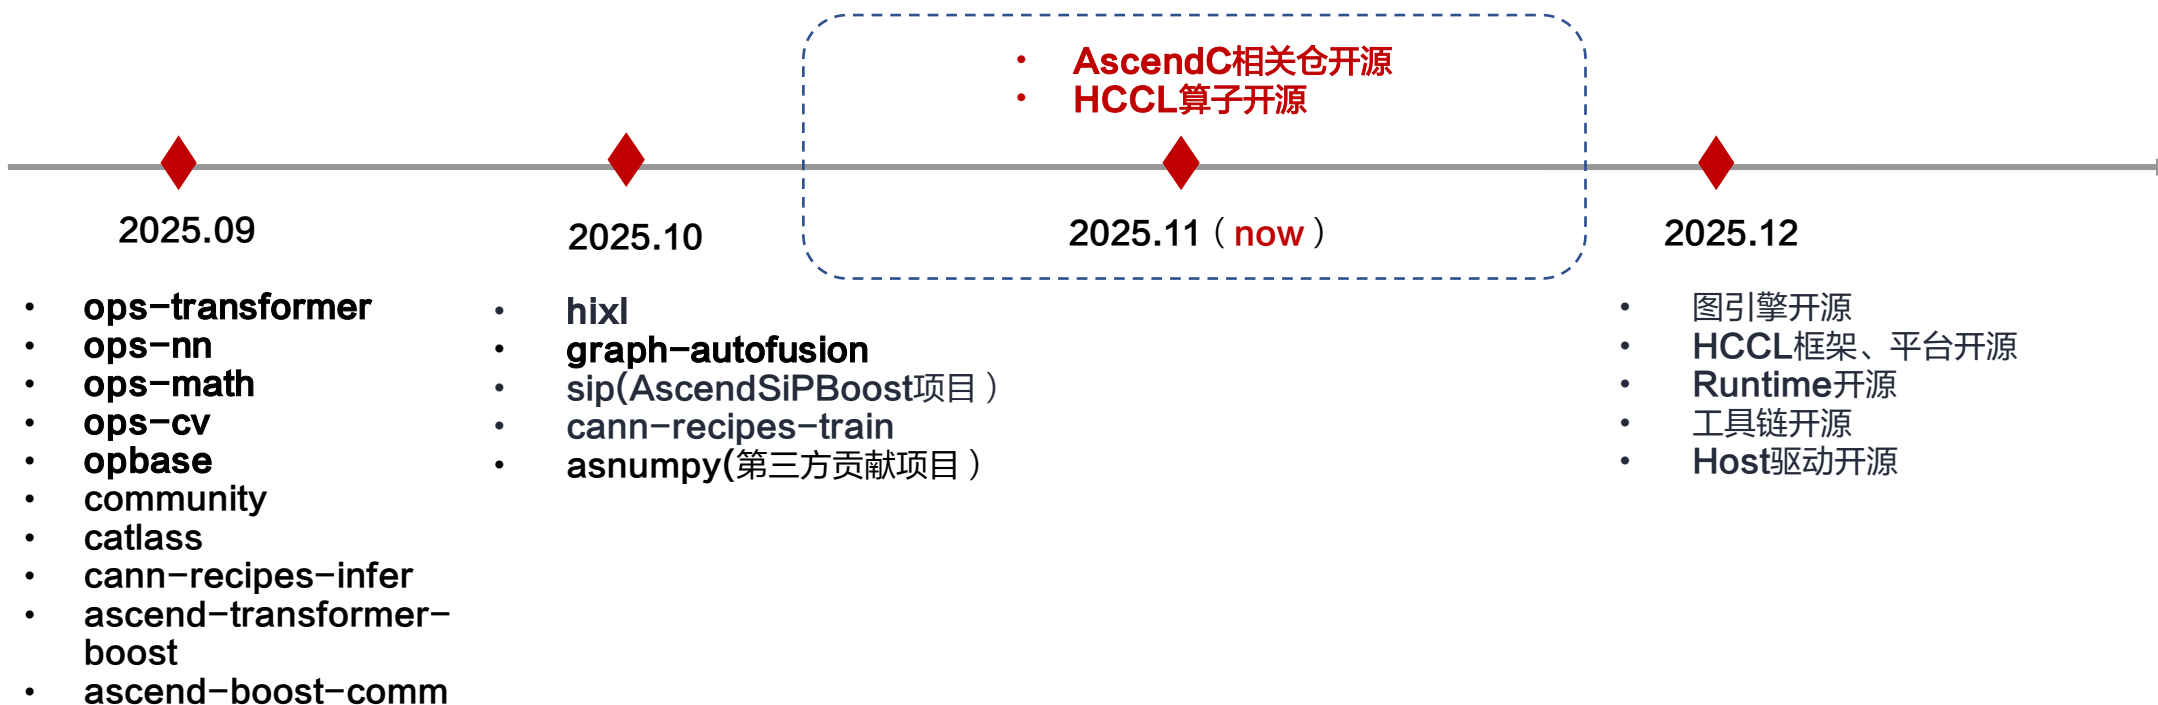 • AscendC相关仓开源
• HCCL算子开源
2025.09
• ops-transformer
• ops-nn
• ops-math
• ops-cv
• opbase
• community
• catlass
• cann-recipes-infer
• ascend-transformer-
boost
• ascend-boost-comm
2025.10
• hixl
• graph-autofusion
• sip(AscendSiPBoost项目）
• cann-recipes-train
• asnumpy(第三方贡献项目）
2025.11（now）
2025.12
• 图引擎开源
• HCCL框架、平台开源
• Runtime开源
• 工具链开源
• Host驱动开源